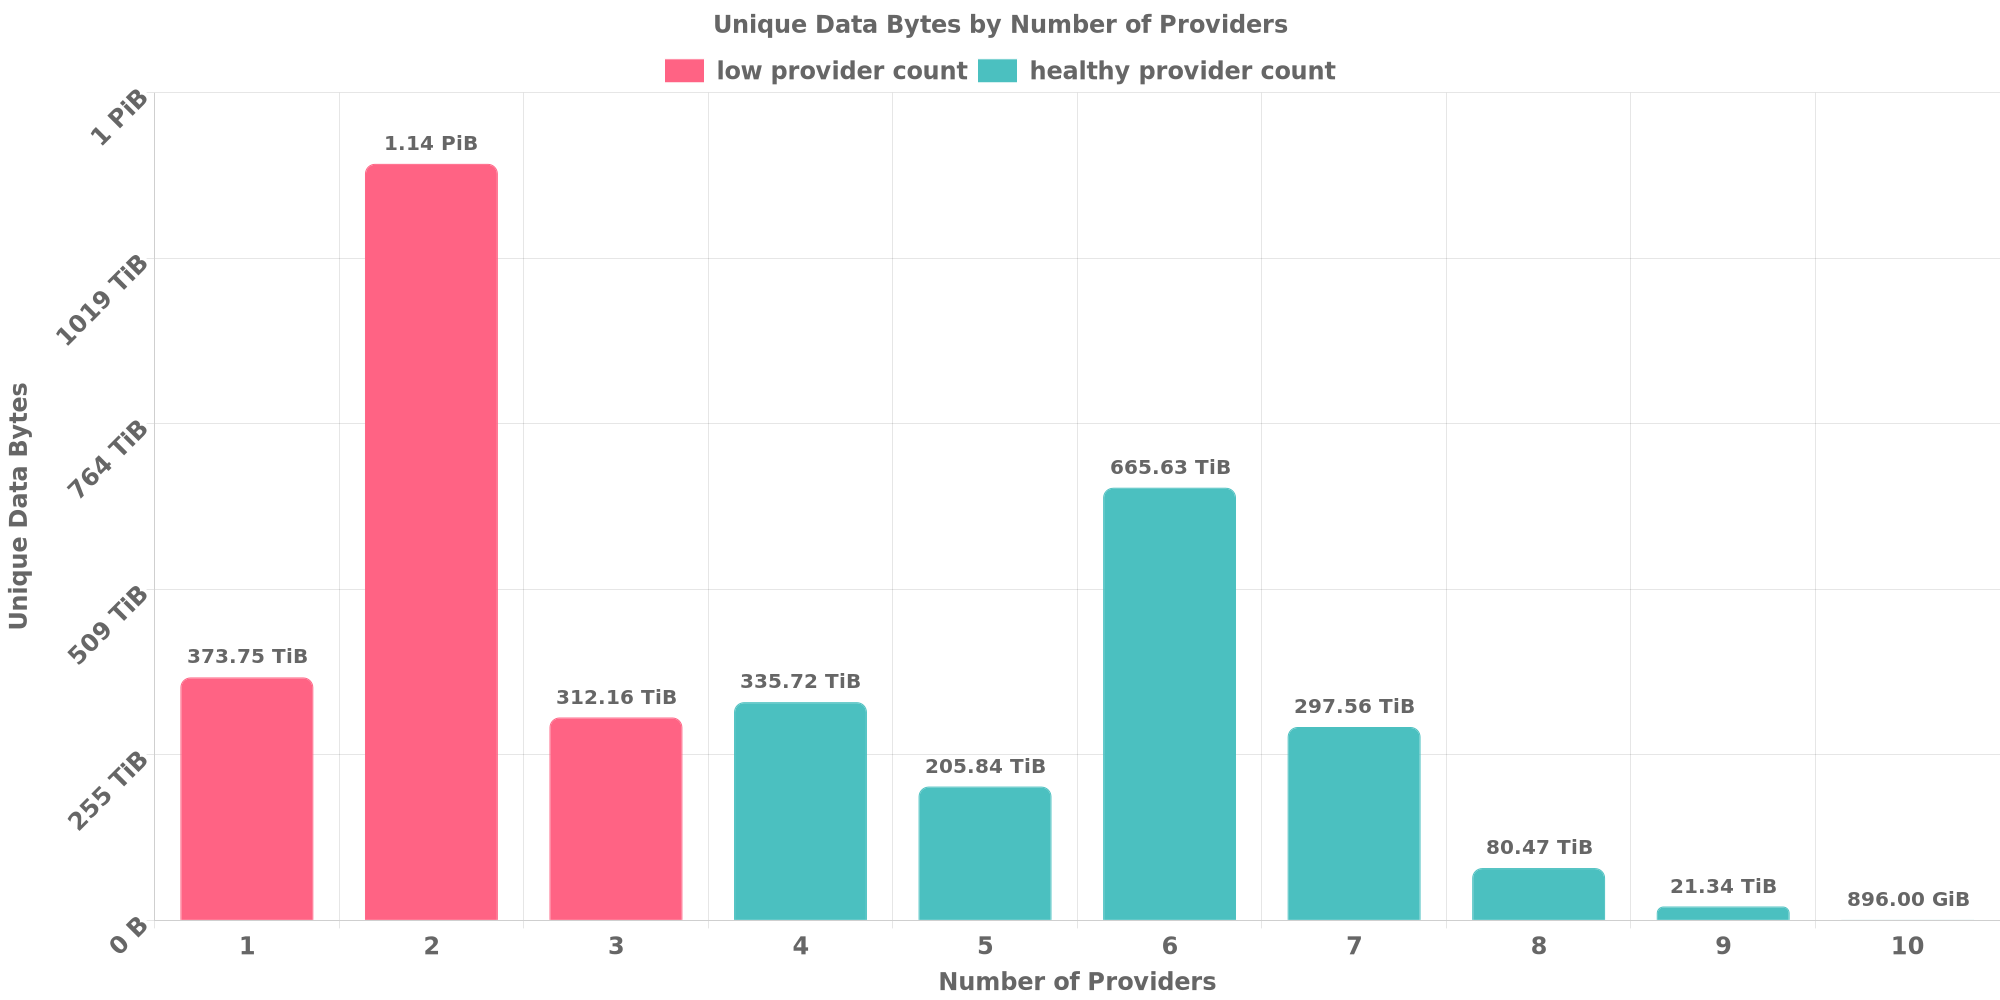 Unique Data Bytes by Number of Providers
low provider count healthy provider count
1 PiB
1019 TiB
764 TiB
509 TiB
255 TiB
0 B
Unique Data Bytes
373.75 TiB
1.14 PiB
312.16 TiB
335.72 TiB
205.84 TiB
665.63 TiB
297.56 TiB
80.47 TiB
21.34 TiB
896.00 GiB
1 2 3 4 5 6 7 8 9 10
Number of Providers